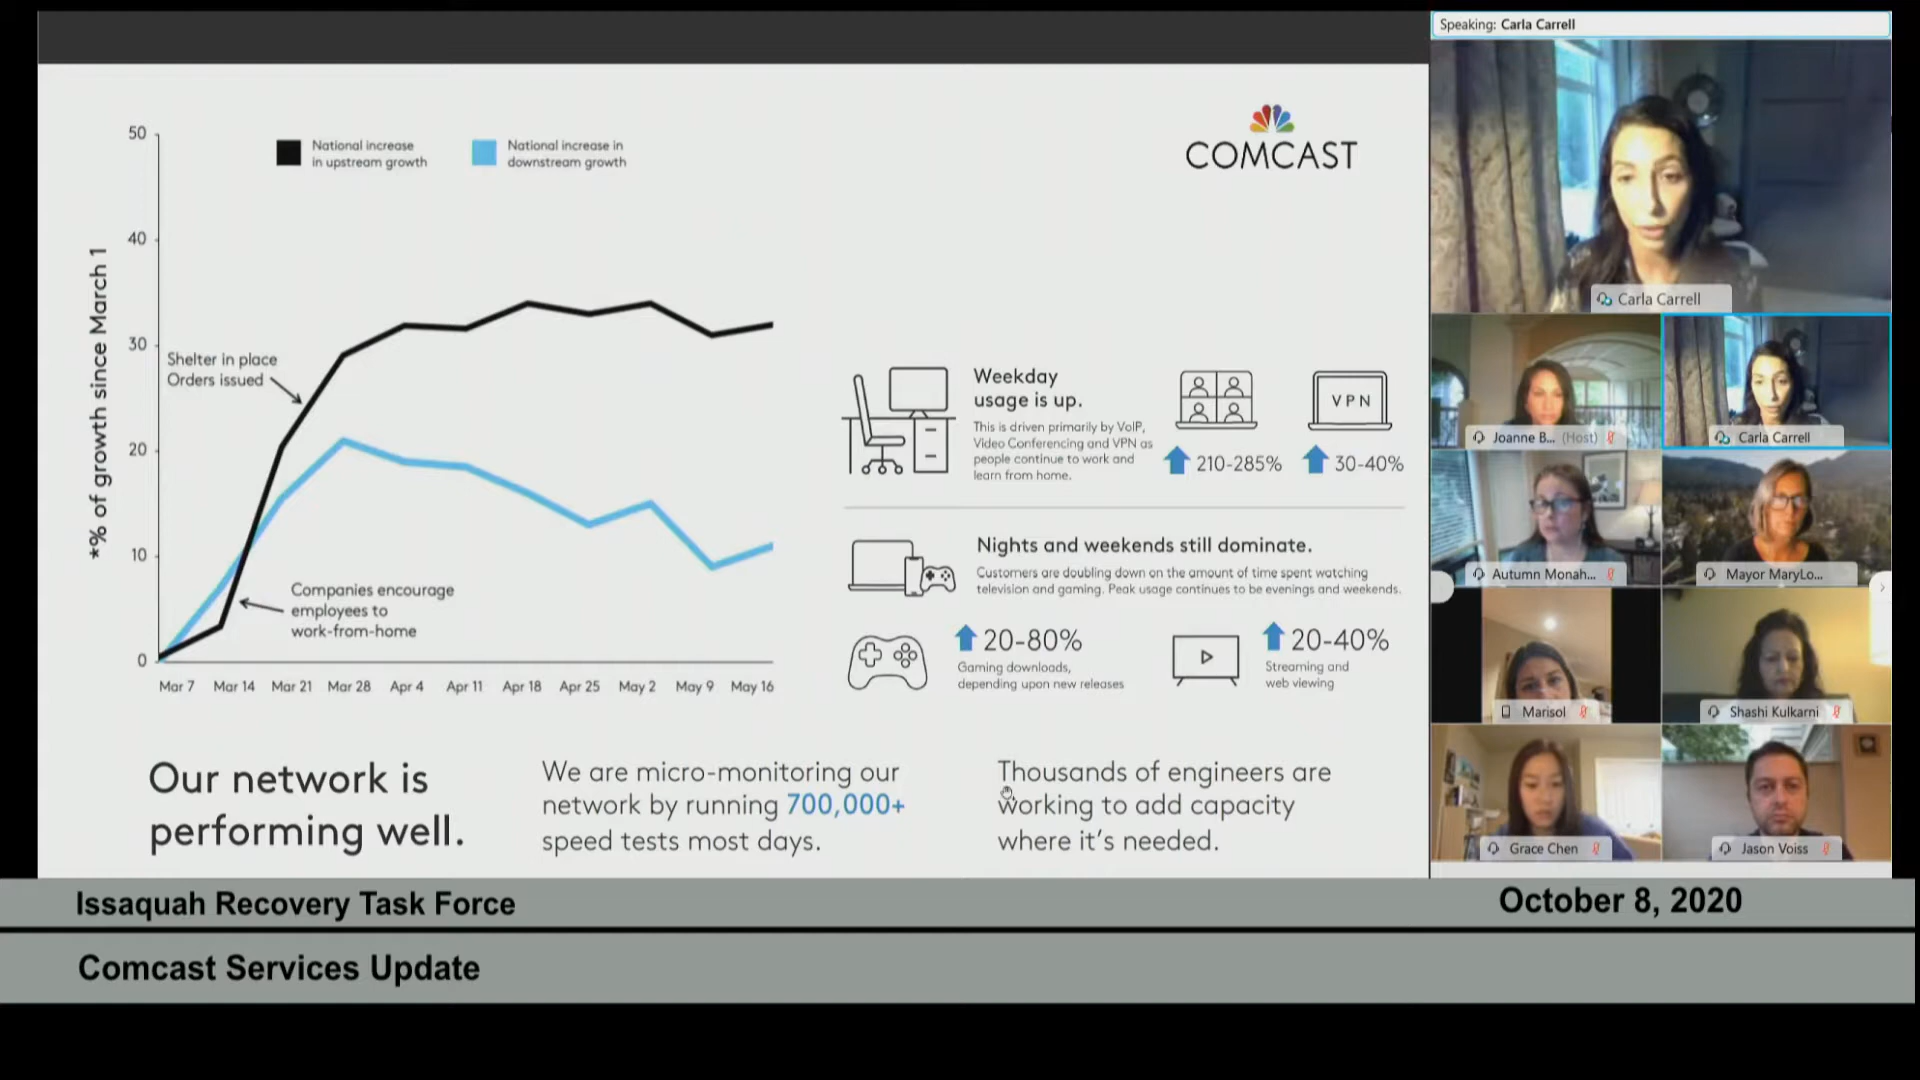 Speaking: Carla Carrell
50
National increase
in upstream growth
National increase in
downstream growth
COMCAST
40
30
20
10
0
*% of growth since March 1
Shelter in place
Orders issued
Companies encourage
employees to
work-from-home
Mar 7 Mar 14 Mar 21 Mar 28 Apr 4 Apr 11 Apr 18 Apr 25 May 2 May 9 May 16
Weekday
usage is up.
This is driven primarily by VoIP,
Video Conferencing and VPN as
people continue to work and
learn from home.
210-285%
VPN
30-40%
Nights and weekends still dominate.
Customers are doubling down on the amount of time spent watching
television and gaming. Peak usage continues to be evenings and weekends.
20-80%
Gaming downloads,
depending upon new releases
20-40%
Streaming and
web viewing
Our network is
performing well.
We are micro-monitoring our
network by running 700,000+
speed tests most days.
Thousands of engineers are
working to add capacity
where it's needed.
Carla Carrell
Joanne B... (Host)
Carla Carrell
Autumn Monah...
Mayor MaryLo...
Marisol
Shashi Kulkarni
Grace Chen
Jason Voiss
Issaquah Recovery Task Force
October 8, 2020
Comcast Services Update